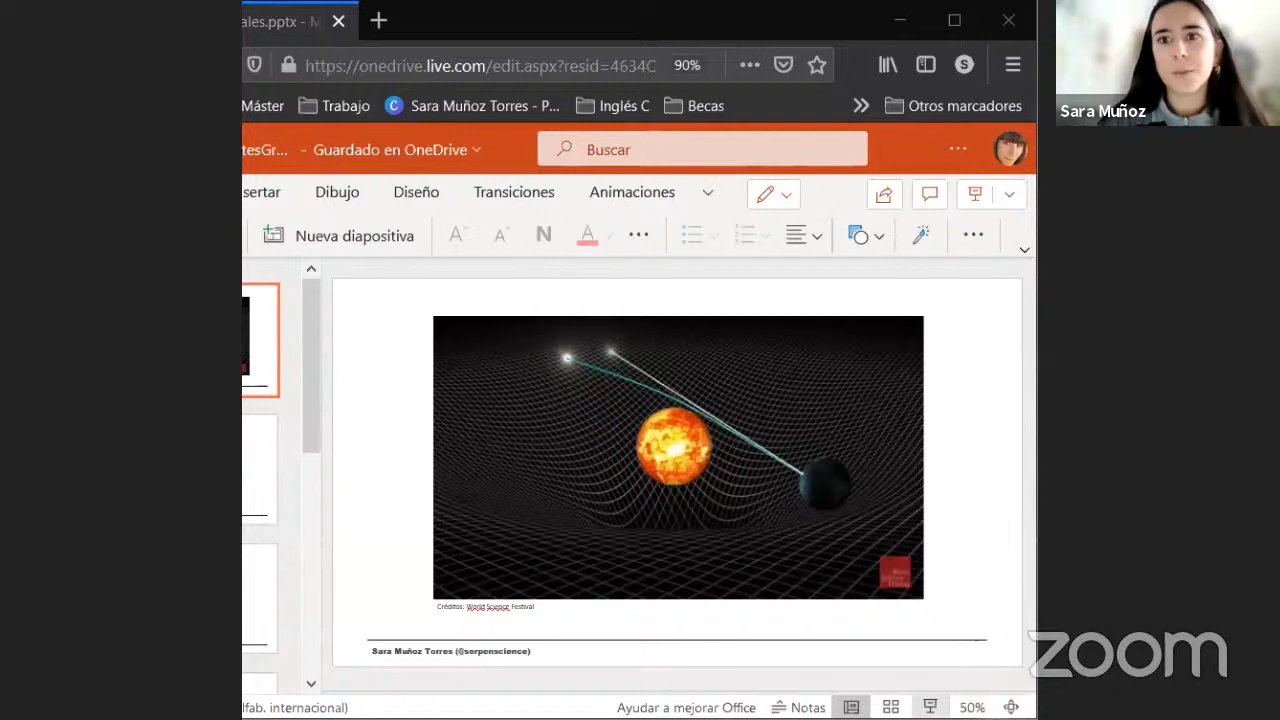 ales.pptx - M
https://onedrive.live.com/edit.aspx?resid=4634C
90%
S
Máster
Trabajo
C Sara Muñoz Torres - P...
Inglés C
Becas
Otros marcadores
Sara Muñoz
tesGr... - Guardado en OneDrive
Buscar
sertar
Dibujo
Diseño
Transiciones
Animaciones
Nueva diapositiva
A
A
N
A
Créditos: World Science Festival
Sara Muñoz Torres (@serpenscience)
zoom
lfab. internacional)
Ayudar a mejorar Office
Notas
50%